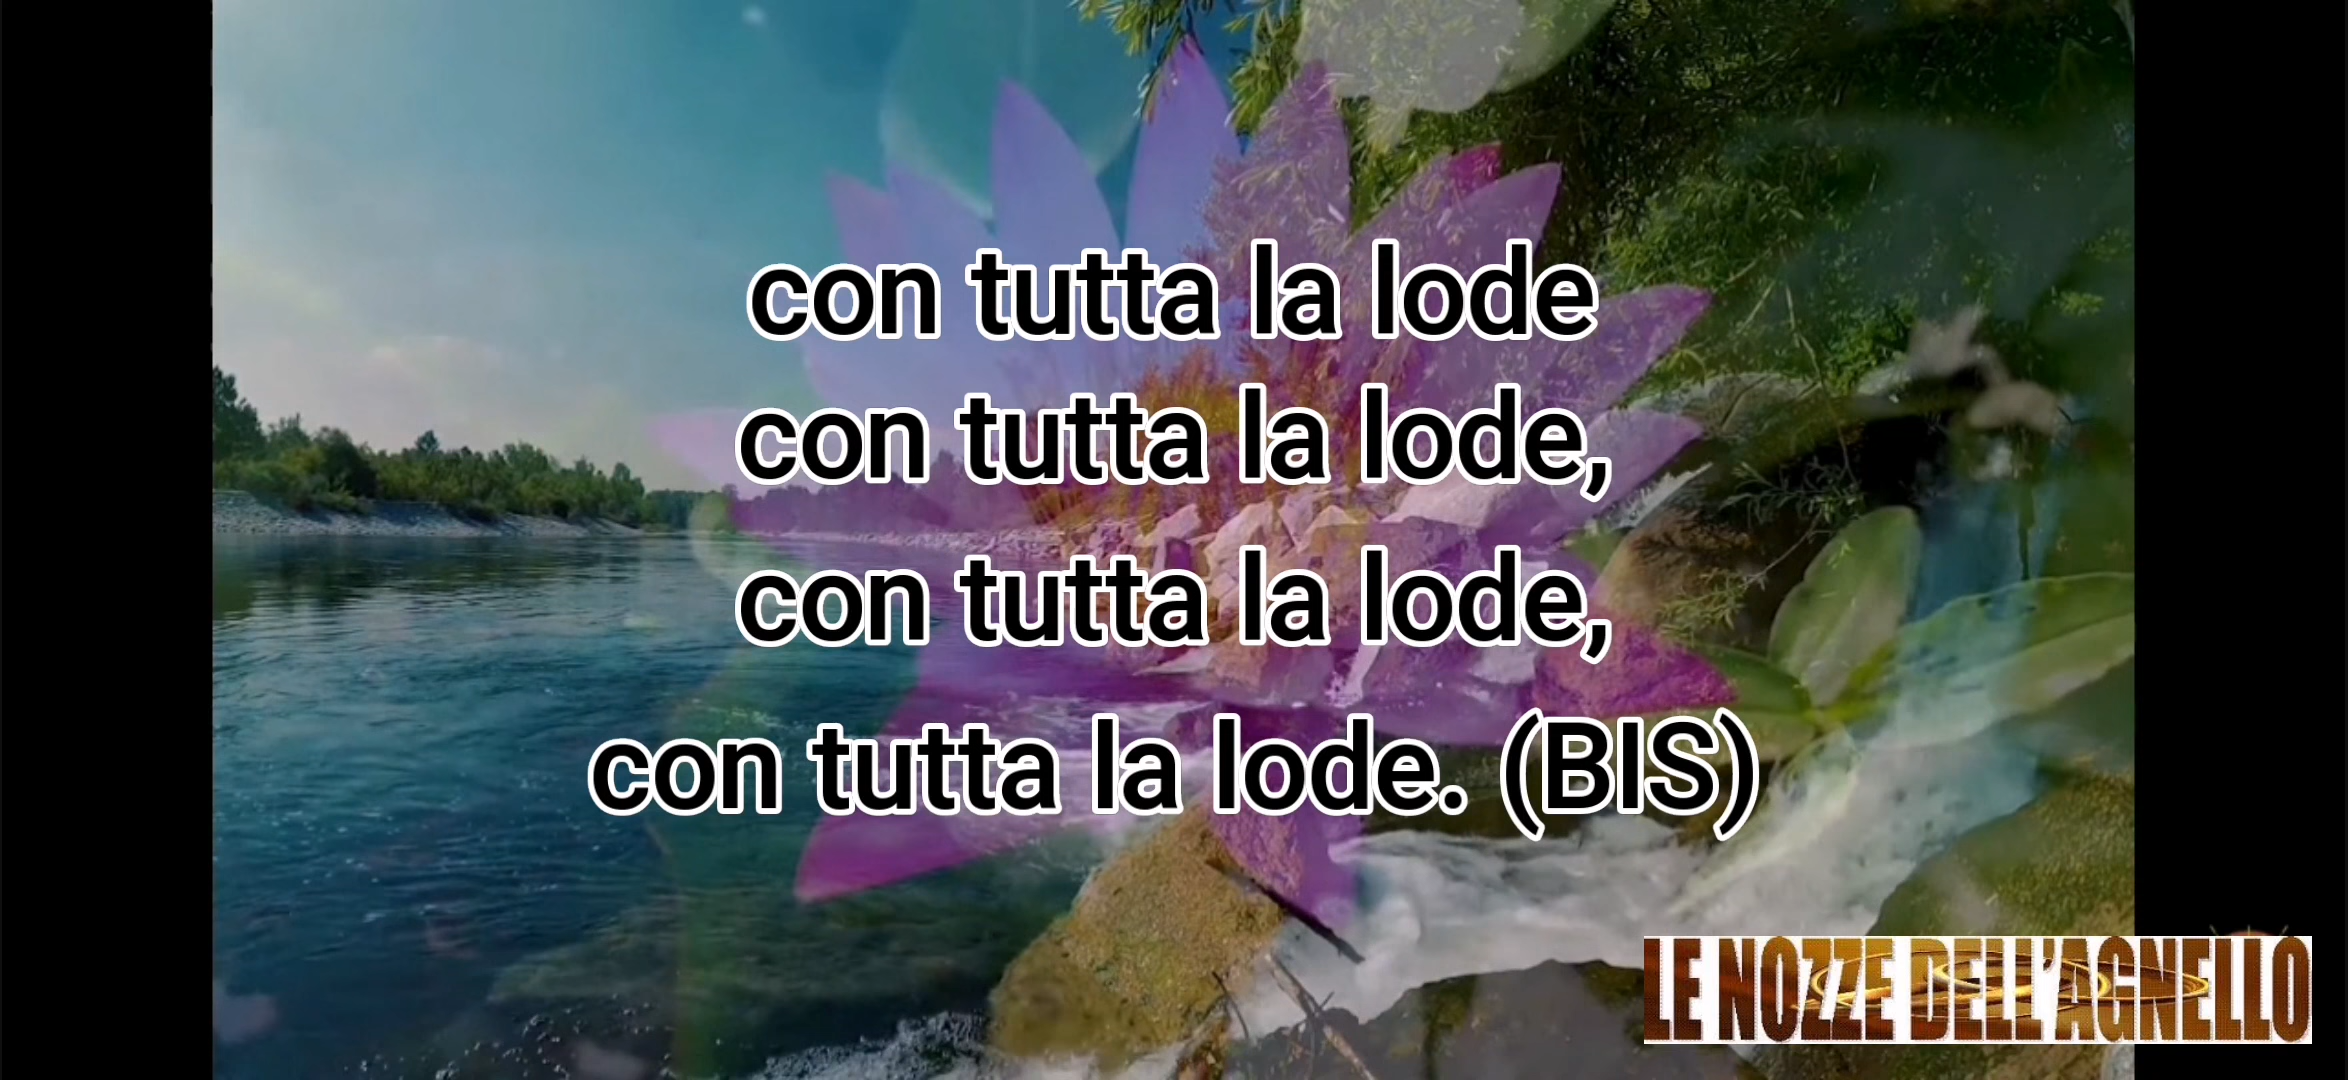 con tutta la lode
con tutta la lode,
con tutta la lode,
con tutta la lode. (BIS)
LE NOZZE DELL'AGNELLO